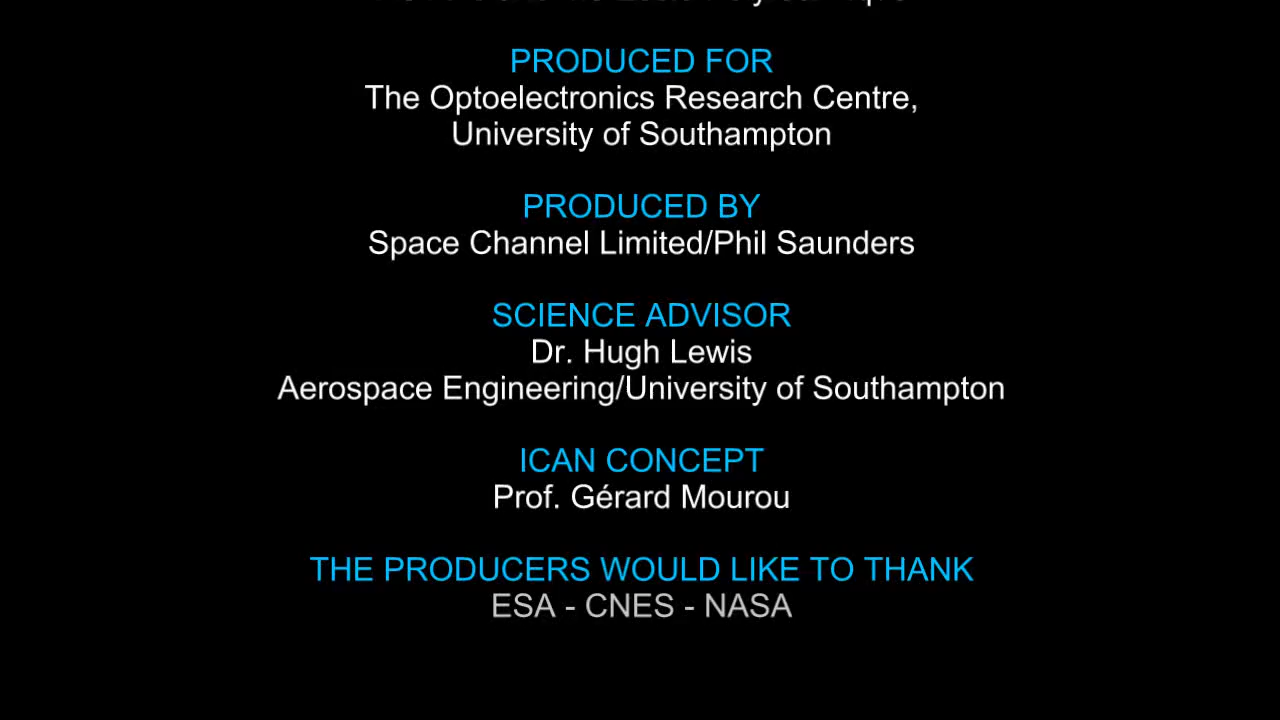 PRODUCED FOR
The Optoelectronics Research Centre,
University of Southampton
PRODUCED BY
Space Channel Limited/Phil Saunders
SCIENCE ADVISOR
Dr. Hugh Lewis
Aerospace Engineering/University of Southampton
ICAN CONCEPT
Prof. Gérard Mourou
THE PRODUCERS WOULD LIKE TO THANK
ESA - CNES - NASA